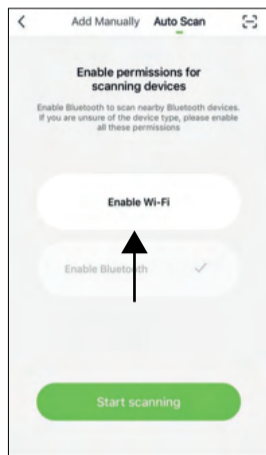 Add Manually Auto Scan
Enable permissions for
scanning devices
Enable Bluetooth to scan nearby Bluetooth devices.
If you are unsure of the device type, please enable
all these permissions
Enable Wi-Fi
Enable Bluetooth
Start scanning